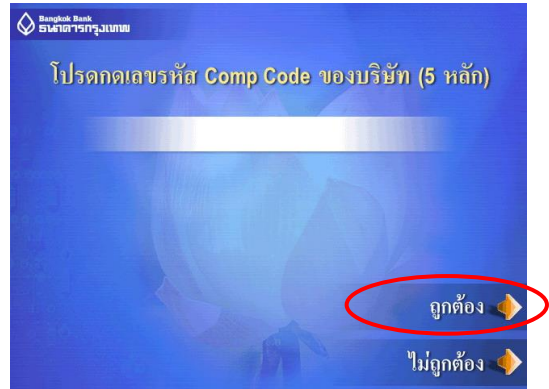 Bangkok Bank
ธนาคารกรุงเทพ
โปรดกดเลขรหัส Comp Code ของบริษัท (5 หลัก)
ถูกต้อง
ไม่ถูกต้อง